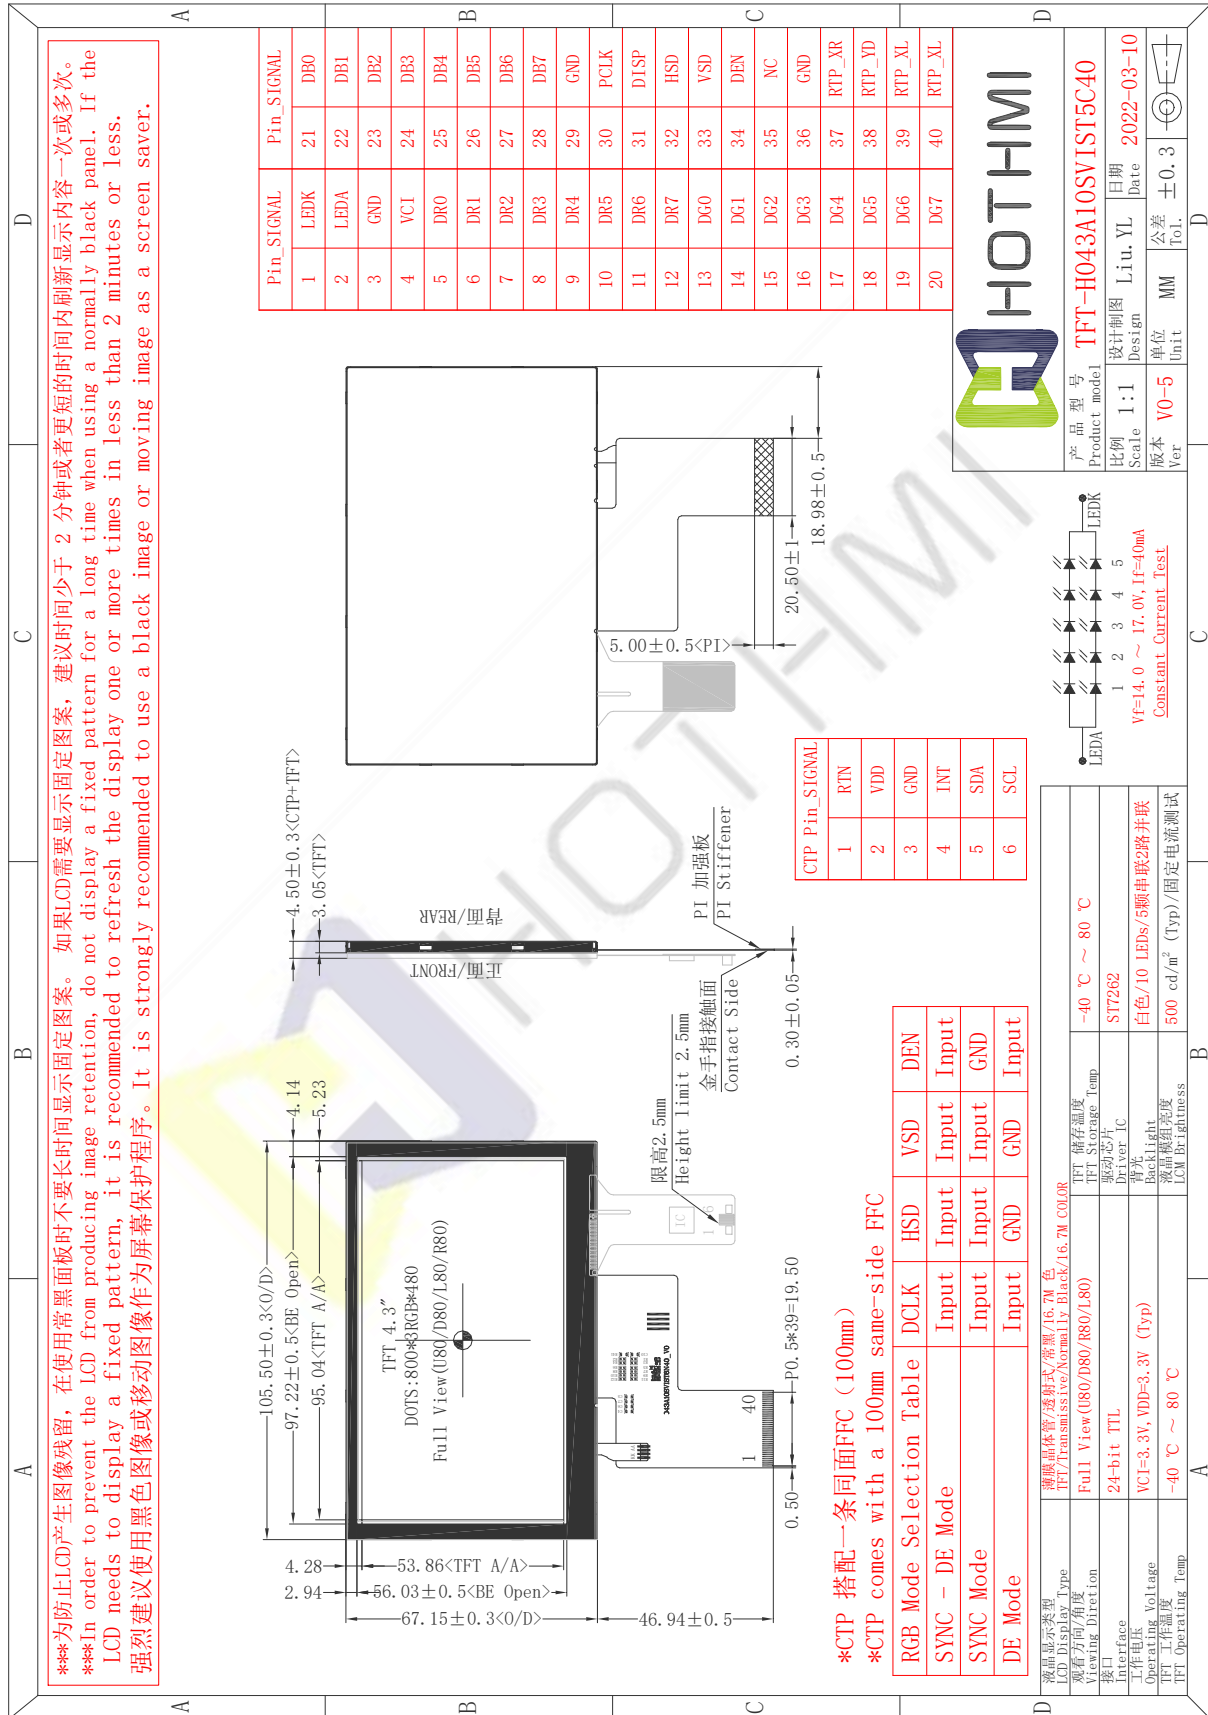 ***为防止LCD产生图像残留，在使用常黑面板时不要长时间显示固定图案。 如果LCD需要显示固定图案，建议时间少于 2 分钟或者更短的时间内刷新显示内容一次或多次。
***In order to prevent the LCD from producing image retention, do not display a fixed pattern for a long time when using a normally black panel. If the
LCD needs to display a fixed pattern, it is recommended to refresh the display one or more times in less than 2 minutes or less.
强烈建议使用黑色图像或移动图像作为屏幕保护程序。It is strongly recommended to use a black image or moving image as a screen saver.
A B C D
A B C D
A B C D
A B C D
105.50±0.3<O/D>
97.22±0.5<BE Open>
95.04<TFT A/A>
4.14
5.23
4.28
2.94
53.86<TFT A/A>
56.03±0.5<BE Open>
67.15±0.3<O/D>
46.94±0.5
TFT 4.3″
DOTS:800*3RGB*480
Full View(U80/D80/L80/R80)
IC
1 6
1 40
0.50
P0.5*39=19.50
限高2.5mm
Height limit 2.5mm
4.50±0.3<CTP+TFT>
3.05<TFT>
正面/FRONT
背面/REAR
金手指接触面
Contact Side
PI 加强板
PI Stiffener
0.30±0.05
5.00±0.5<PI>
20.50±1
18.98±0.5
Pin_SIGNAL Pin_SIGNAL
1 LEDK 21 DB0
2 LEDA 22 DB1
3 GND 23 DB2
4 VCI 24 DB3
5 DR0 25 DB4
6 DR1 26 DB5
7 DR2 27 DB6
8 DR3 28 DB7
9 DR4 29 GND
10 DR5 30 PCLK
11 DR6 31 DISP
12 DR7 32 HSD
13 DG0 33 VSD
14 DG1 34 DEN
15 DG2 35 NC
16 DG3 36 GND
17 DG4 37 RTP_XR
18 DG5 38 RTP_YD
19 DG6 39 RTP_XL
20 DG7 40 RTP_XL
CTP Pin_SIGNAL
1 RTN
2 VDD
3 GND
4 INT
5 SDA
6 SCL
*CTP 搭配一条同面FFC (100mm)
*CTP comes with a 100mm same-side FFC
RGB Mode Selection Table DCLK HSD VSD DEN
SYNC - DE Mode Input Input Input Input
SYNC Mode Input Input Input GND
DE Mode Input GND GND Input
液晶显示类型
LCD Display Type
薄膜晶体管/透射式/常黑/16.7M 色
TFT/Transmissive/Normally Black/16.7M COLOR
观看方向/角度
Viewing Diretion
Full View(U80/D80/R80/L80)
TFT 储存温度
TFT Storage Temp
-40 ℃ ~ 80 ℃
接口
Interface
24-bit TTL
驱动芯片
Driver IC
ST7262
工作电压
Operating Voltage
VCI=3.3V, VDD=3.3V (Typ)
背光
Backlight
白色/10 LEDs/5颗串联2路并联
TFT 工作温度
TFT Operating Temp
-40 ℃ ~ 80 ℃
液晶模组亮度
LCM Brightness
500 cd/m² (Typ)/固定电流测试
LEDA
LEDK
1 2 3 4 5
Vf=14.0 ~ 17.0V, If=40mA
Constant Current Test
HOTHMI
产 品 型 号
Product model
TFT-H043A10SVIST5C40
比例
Scale
1:1
设计制图
Design
Liu.YL
日期
Date
2022-03-10
版本
Ver
V0-5
单位
Unit
MM
公差
Tol.
±0.3
HOTHMI